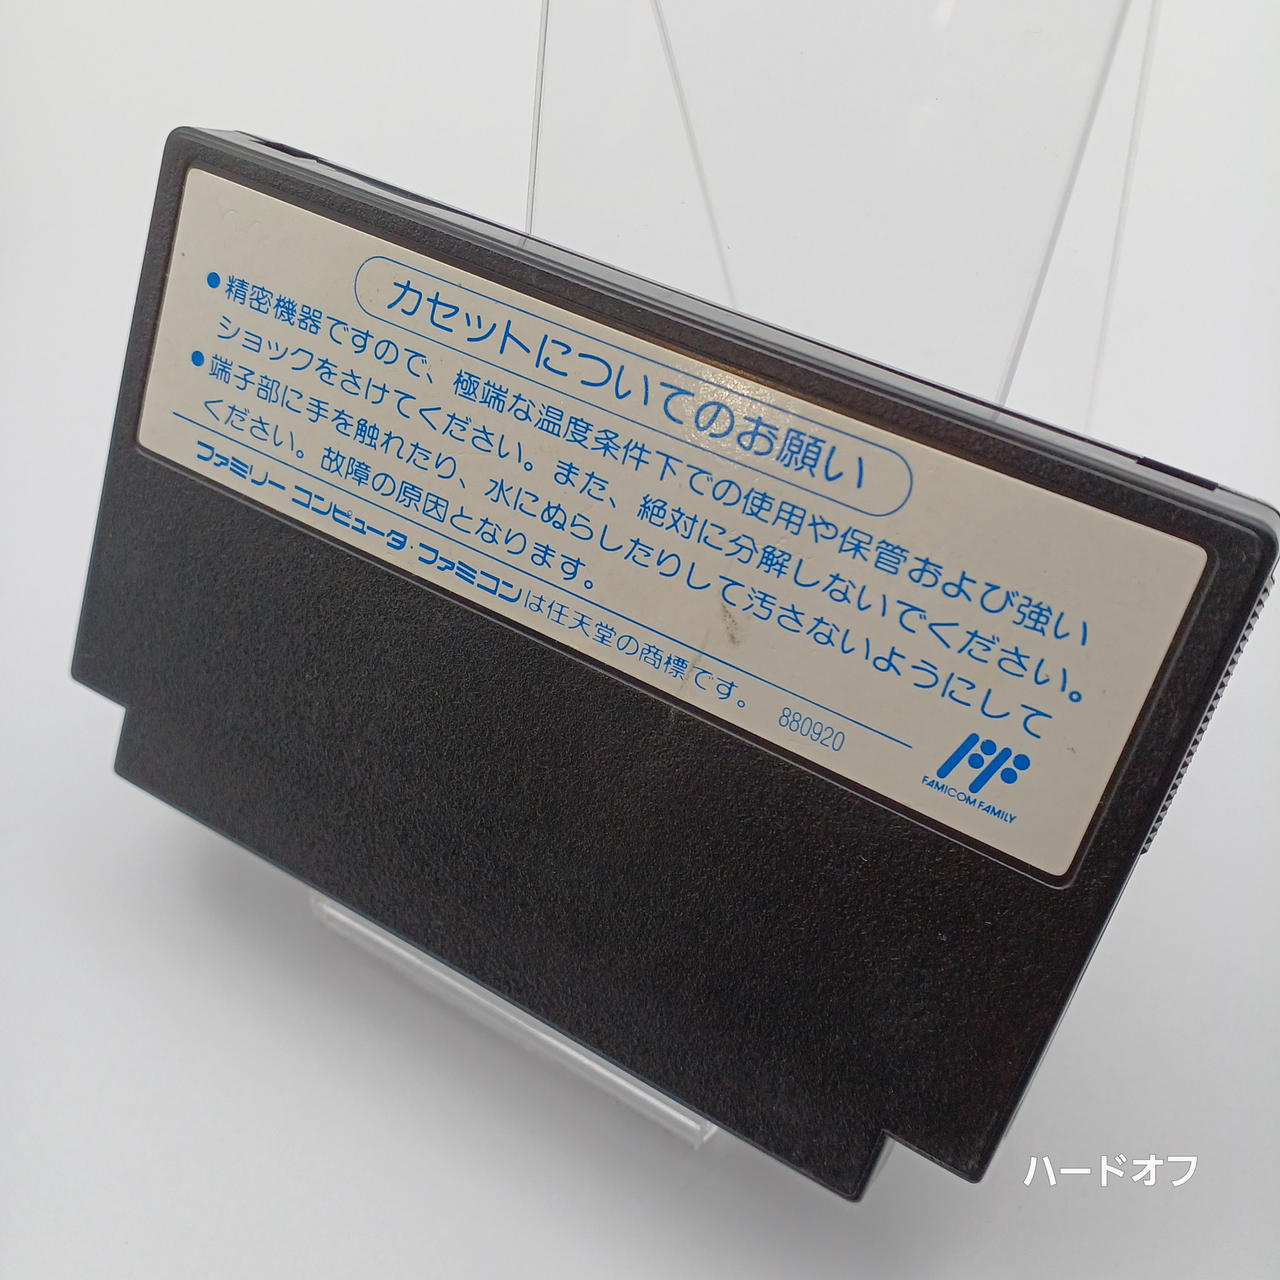 カセットについてのお願い
●精密機器ですので、極端な温度条件下での使用や保管および強い
ショックをさけてください。また、絶対に分解しないでください。
●端子部に手を触れたり、水にぬらしたりして汚さないようにして
ください。故障の原因となります。
ファミリーコンピュータ・ファミコンは任天堂の商標です。 880920
FF
FAMICOM FAMILY
ハードオフ